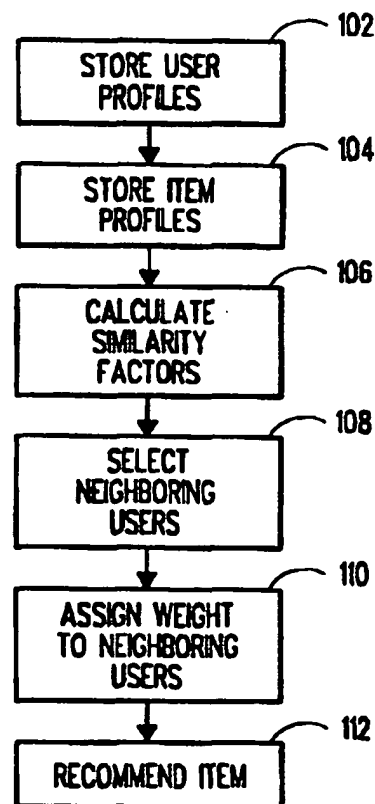 102
STORE USER
PROFILES
104
STORE ITEM
PROFILES
106
CALCULATE
SIMILARITY
FACTORS
108
SELECT
NEIGHBORING
USERS
110
ASSIGN WEIGHT
TO NEIGHBORING
USERS
112
RECOMMEND ITEM